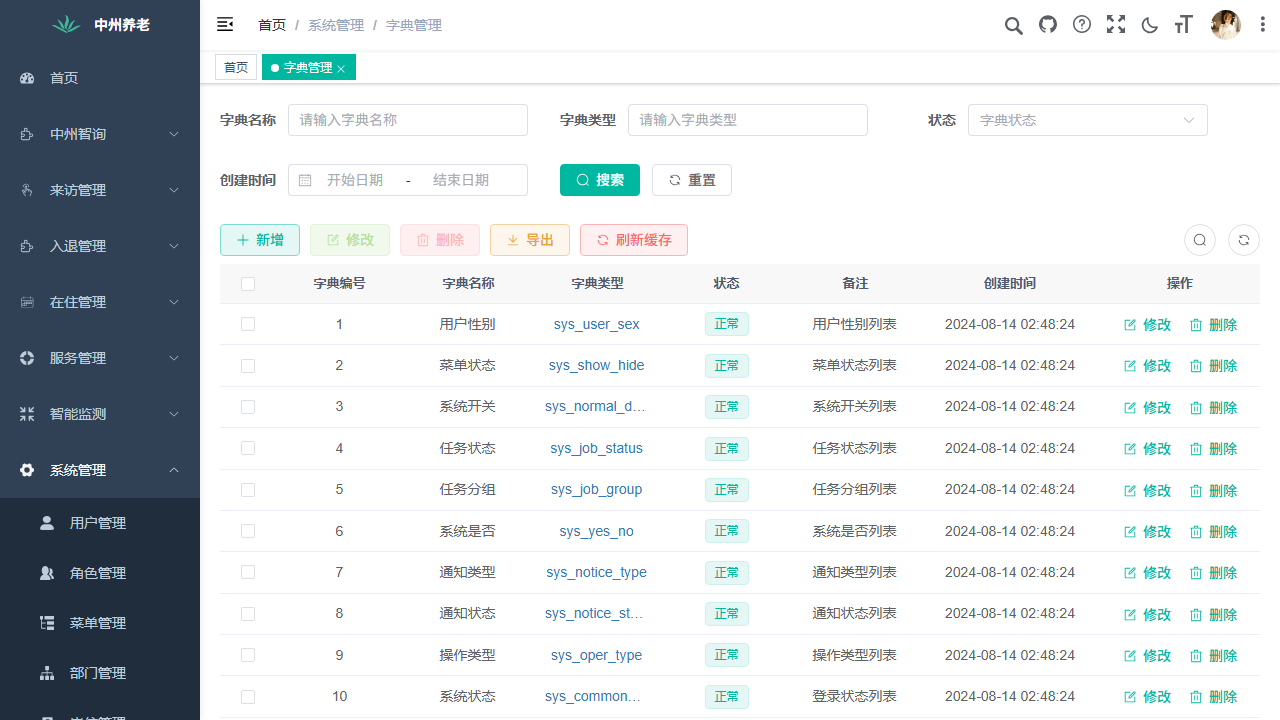 中州养老
首页
中州智询
来访管理
入退管理
在住管理
服务管理
智能监测
系统管理
用户管理
角色管理
菜单管理
部门管理
首页 / 系统管理 / 字典管理
首页 字典管理
字典名称 请输入字典名称 字典类型 请输入字典类型 状态 字典状态
创建时间 开始日期 - 结束日期 搜索 重置
新增 修改 删除 导出 刷新缓存
字典编号 字典名称 字典类型 状态 备注 创建时间 操作
1 用户性别 sys_user_sex 正常 用户性别列表 2024-08-14 02:48:24 修改 删除
2 菜单状态 sys_show_hide 正常 菜单状态列表 2024-08-14 02:48:24 修改 删除
3 系统开关 sys_normal_d... 正常 系统开关列表 2024-08-14 02:48:24 修改 删除
4 任务状态 sys_job_status 正常 任务状态列表 2024-08-14 02:48:24 修改 删除
5 任务分组 sys_job_group 正常 任务分组列表 2024-08-14 02:48:24 修改 删除
6 系统是否 sys_yes_no 正常 系统是否列表 2024-08-14 02:48:24 修改 删除
7 通知类型 sys_notice_type 正常 通知类型列表 2024-08-14 02:48:24 修改 删除
8 通知状态 sys_notice_st... 正常 通知状态列表 2024-08-14 02:48:24 修改 删除
9 操作类型 sys_oper_type 正常 操作类型列表 2024-08-14 02:48:24 修改 删除
10 系统状态 sys_common... 正常 登录状态列表 2024-08-14 02:48:24 修改 删除